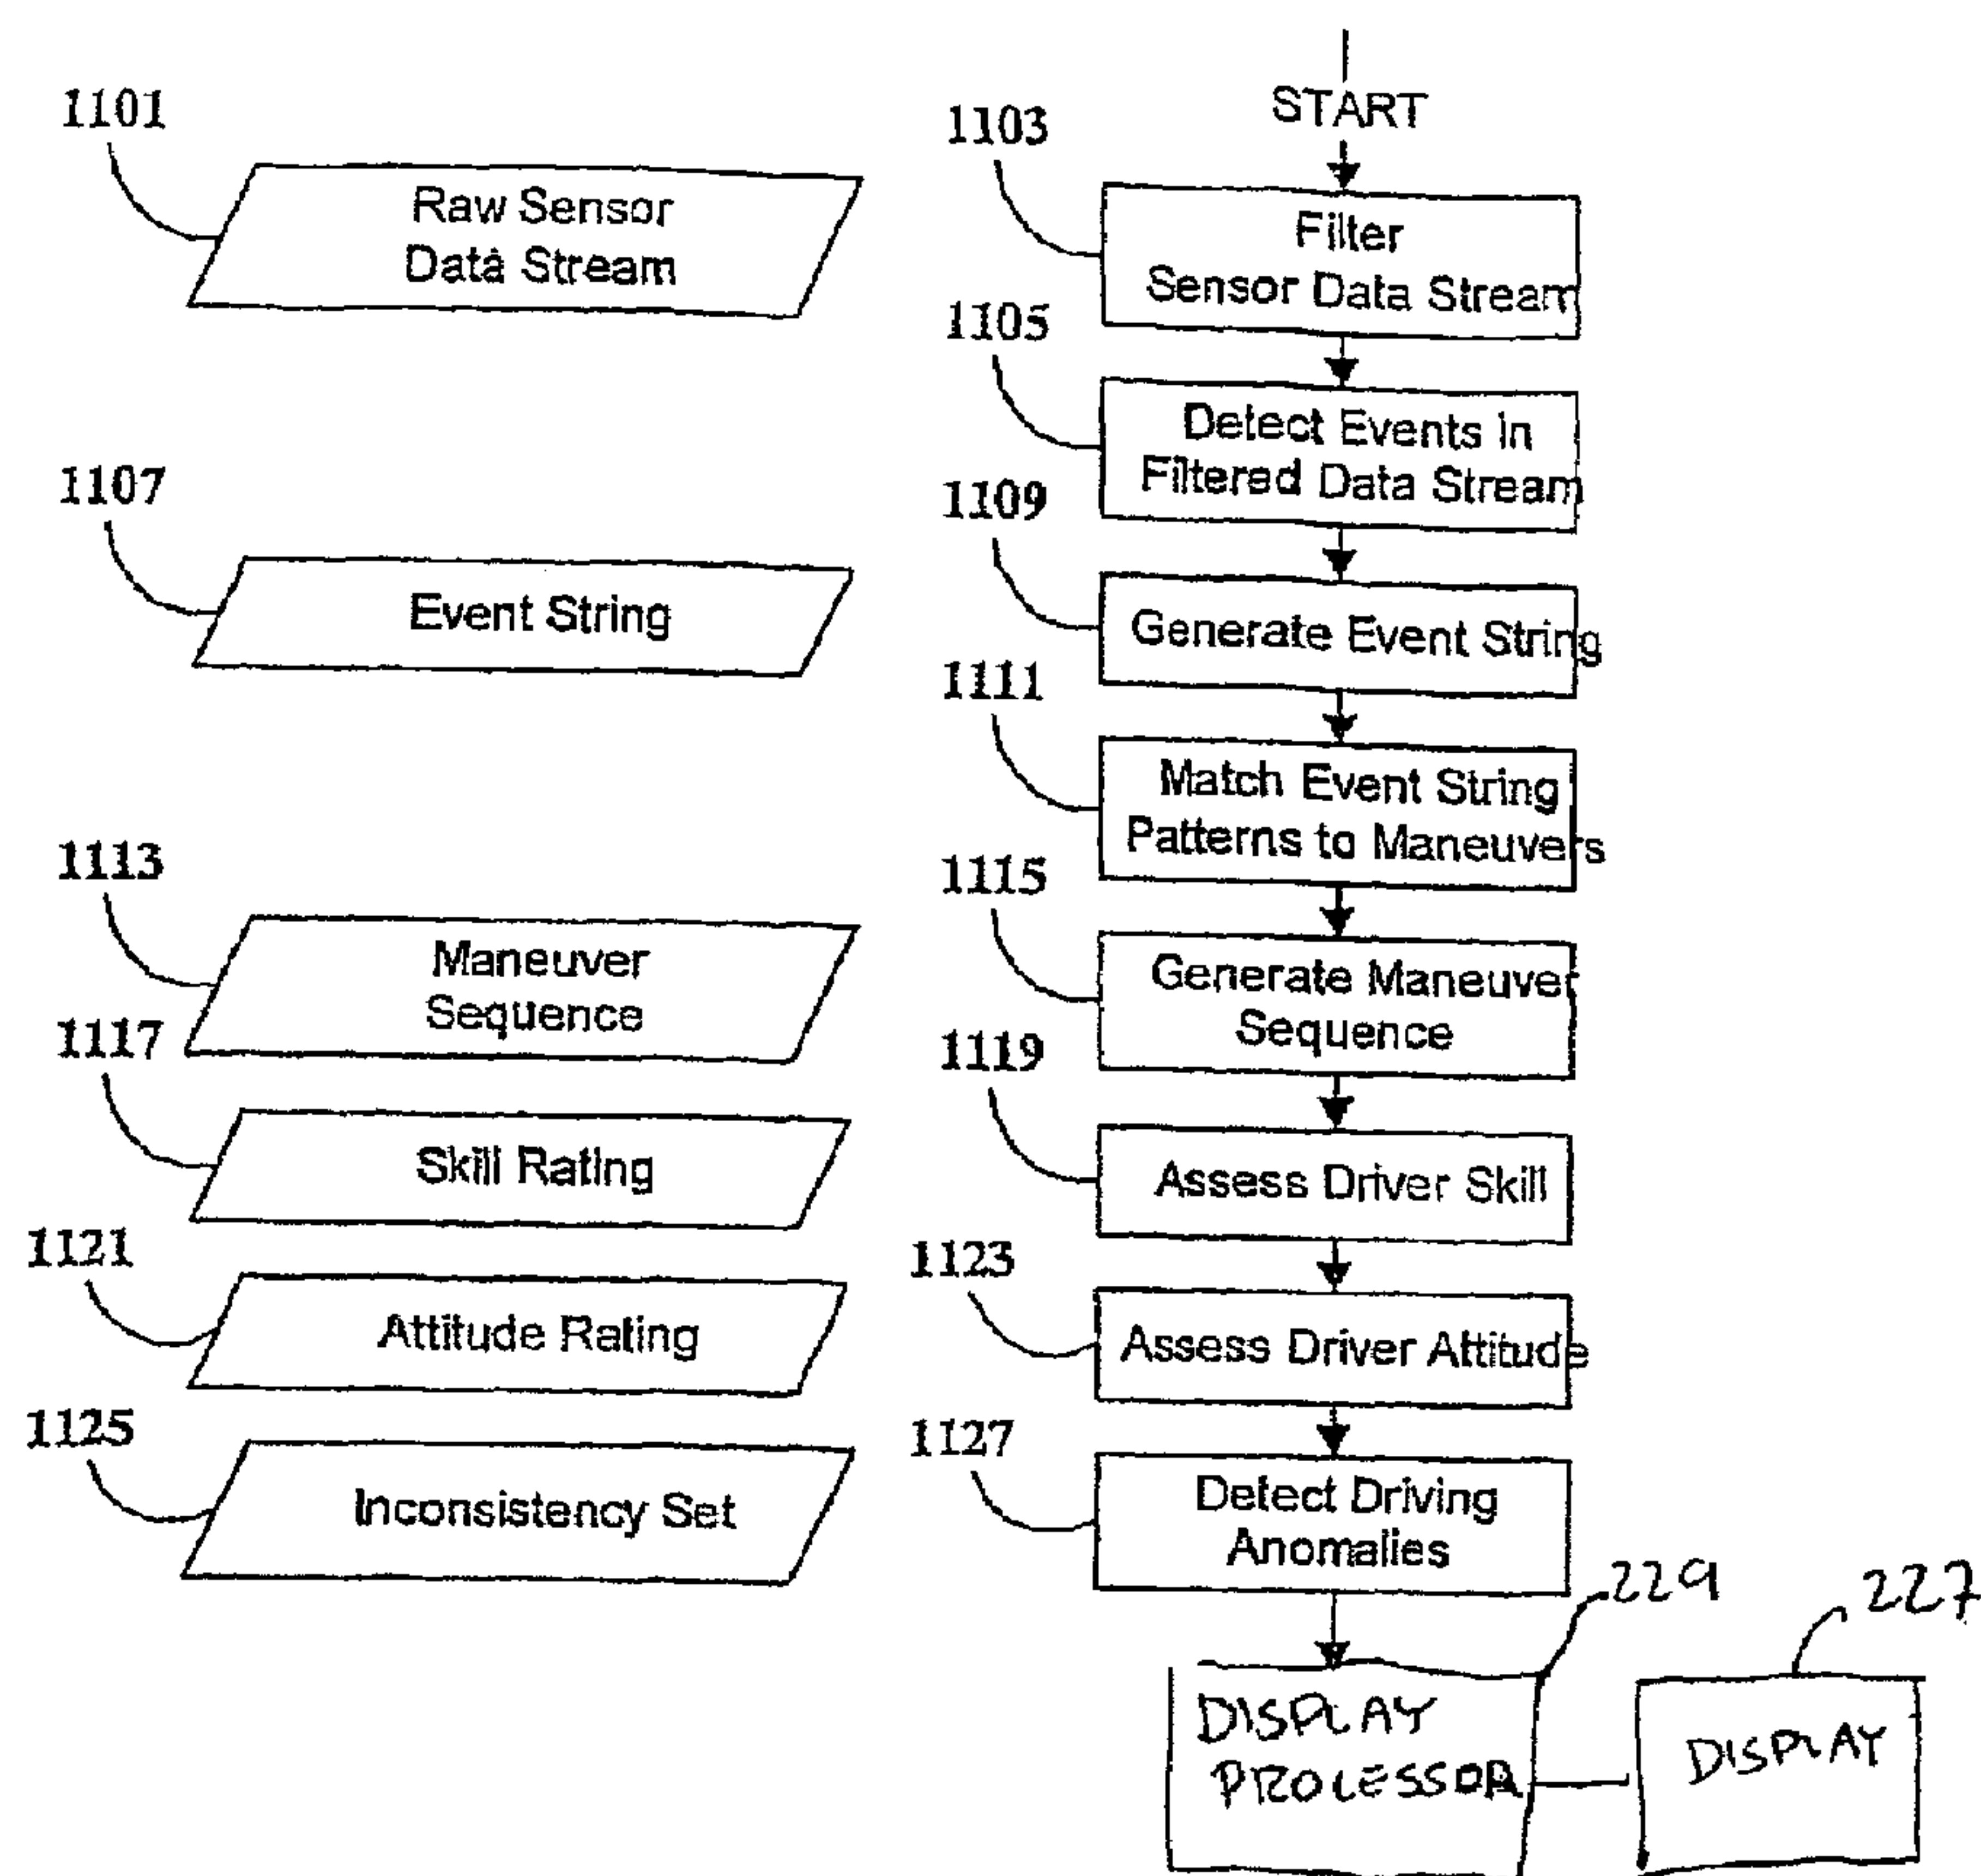 START
1101
1103
Raw Sensor
Data Stream
Filter
Sensor Data Stream
1105
Detect Events in
Filtered Data Stream
1107
1109
Event String
Generate Event String
1111
Match Event String
Patterns to Maneuvers
1113
1115
Maneuver
Sequence
Generate Maneuver
Sequence
1117
1119
Skill Rating
Assess Driver Skill
1121
1123
Attitude Rating
Assess Driver Attitude
1125
1127
Inconsistency Set
Detect Driving
Anomalies
229
227
DISPLAY
PROCESSOR
DISPLAY